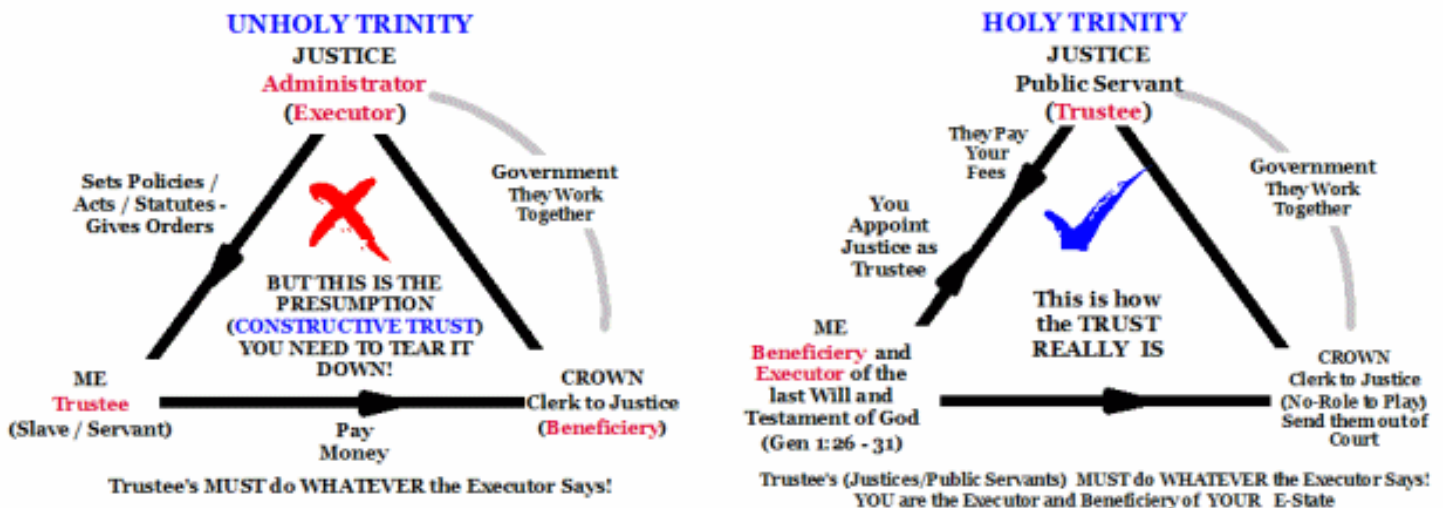 UNHOLY TRINITY
JUSTICE
Administrator
(Executor)
Sets Policies /
Acts / Statutes -
Gives Orders
Government
They Work
Together
BUT THIS IS THE
PRESUMPTION
(CONSTRUCTIVE TRUST)
YOU NEED TO TEAR IT
DOWN!
ME
Trustee
(Slave / Servant)
Pay
Money
CROWN
Clerk to Justice
(Beneficiery)
Trustee's MUST do WHATEVER the Executor Says!
HOLY TRINITY
JUSTICE
Public Servant
(Trustee)
They Pay
Your
Fees
You
Appoint
Justice as
Trustee
Government
They Work
Together
This is how
the TRUST
REALLY IS
ME
Beneficiery and
Executor of the
last Will and
Testament of God
(Gen 1:26 - 31)
CROWN
Clerk to Justice
(No-Role to Play)
Send them out of
Court
Trustee's (Justices/Public Servants) MUST do WHATEVER the Executor Says!
YOU are the Executor and Beneficiery of YOUR E-State